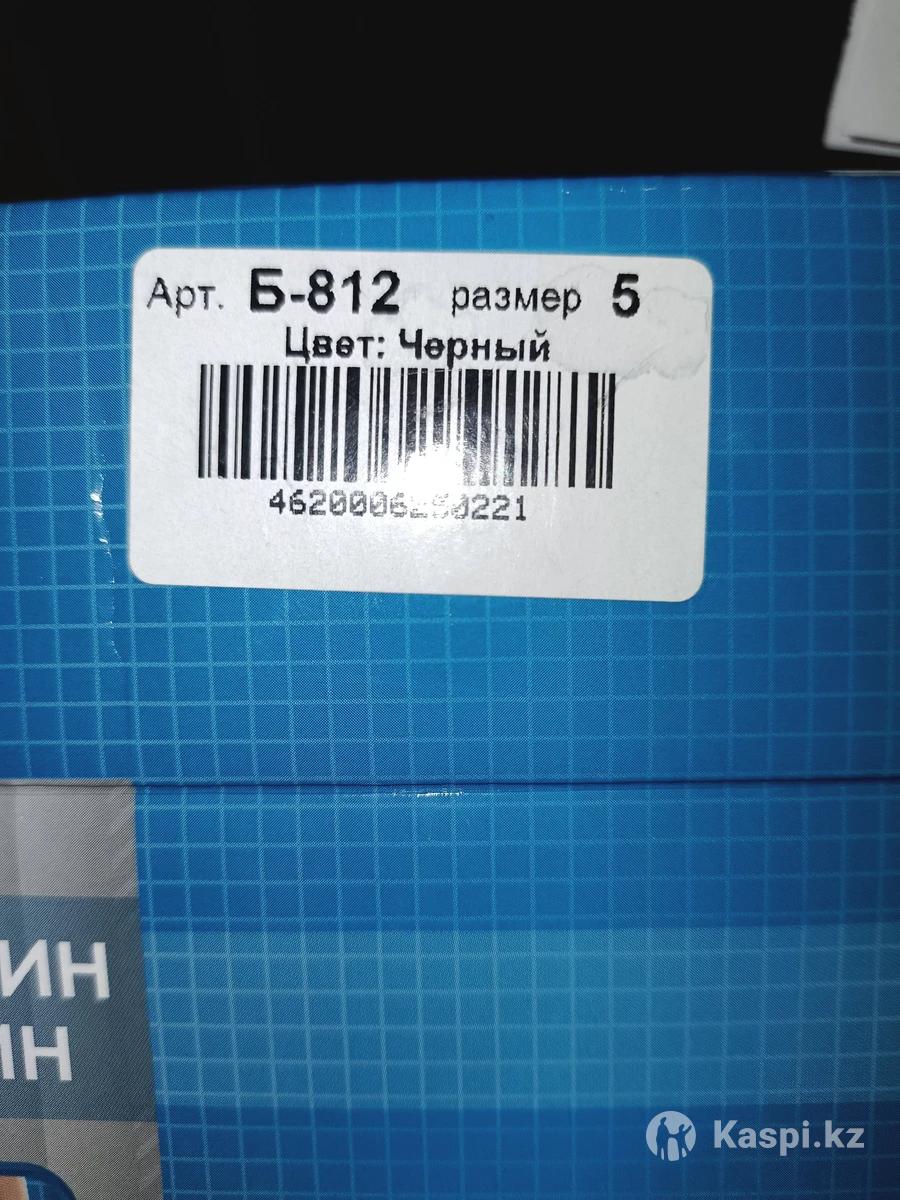 Арт. Б-812 размер 5
Цвет: Черный
ИН
ИН
Kaspi.kz